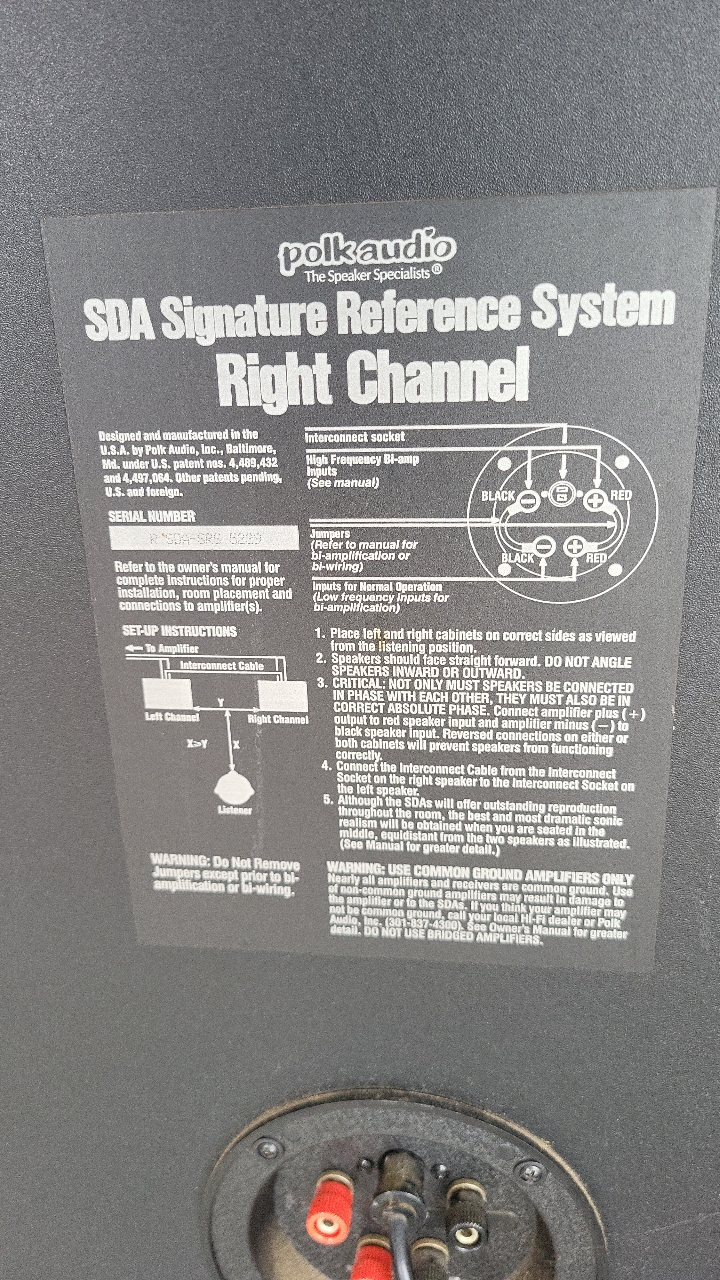 polkaudio
The Speaker Specialists®
SDA Signature Reference System
Right Channel
Designed and manufactured in the
U.S.A. by Polk Audio, Inc., Baltimore,
Md. under U.S. patent nos. 4,489,432
and 4,497,064. Other patents pending,
U.S. and foreign.
SERIAL NUMBER
R SDA-SRS 5229
Refer to the owner's manual for
complete instructions for proper
installation, room placement and
connections to amplifier(s).
SET-UP INSTRUCTIONS
To Amplifier
Interconnect Cable
Y
Left Channel
Right Channel
X>Y
X
Listener
WARNING: Do Not Remove
Jumpers except prior to bi-
amplification or bi-wiring.
Interconnect socket
High Frequency Bi-amp
Inputs
(See manual)
BLACK
RED
Jumpers
(Refer to manual for
bi-amplification or
bi-wiring)
BLACK
RED
Inputs for Normal Operation
(Low frequency inputs for
bi-amplification)
1. Place left and right cabinets on correct sides as viewed
from the listening position.
2. Speakers should face straight forward. DO NOT ANGLE
SPEAKERS INWARD OR OUTWARD.
3. CRITICAL: NOT ONLY MUST SPEAKERS BE CONNECTED
IN PHASE WITH EACH OTHER, THEY MUST ALSO BE IN
CORRECT ABSOLUTE PHASE. Connect amplifier plus (+)
output to red speaker input and amplifier minus (−) to
black speaker input. Reversed connections on either or
both cabinets will prevent speakers from functioning
correctly.
4. Connect the Interconnect Cable from the Interconnect
Socket on the right speaker to the Interconnect Socket on
the left speaker.
5. Although the SDAs will offer outstanding reproduction
throughout the room, the best and most dramatic sonic
realism will be obtained when you are seated in the
middle, equidistant from the two speakers as illustrated.
(See Manual for greater detail.)
WARNING: USE COMMON GROUND AMPLIFIERS ONLY
Nearly all amplifiers and receivers are common ground. Use
of non-common ground amplifiers may result in damage to
the amplifier or to the SDAs. If you think your amplifier may
not be common ground, call your local Hi-Fi dealer or Polk
Audio, Inc. (301-837-4300). See Owner's Manual for greater
detail. DO NOT USE BRIDGED AMPLIFIERS.